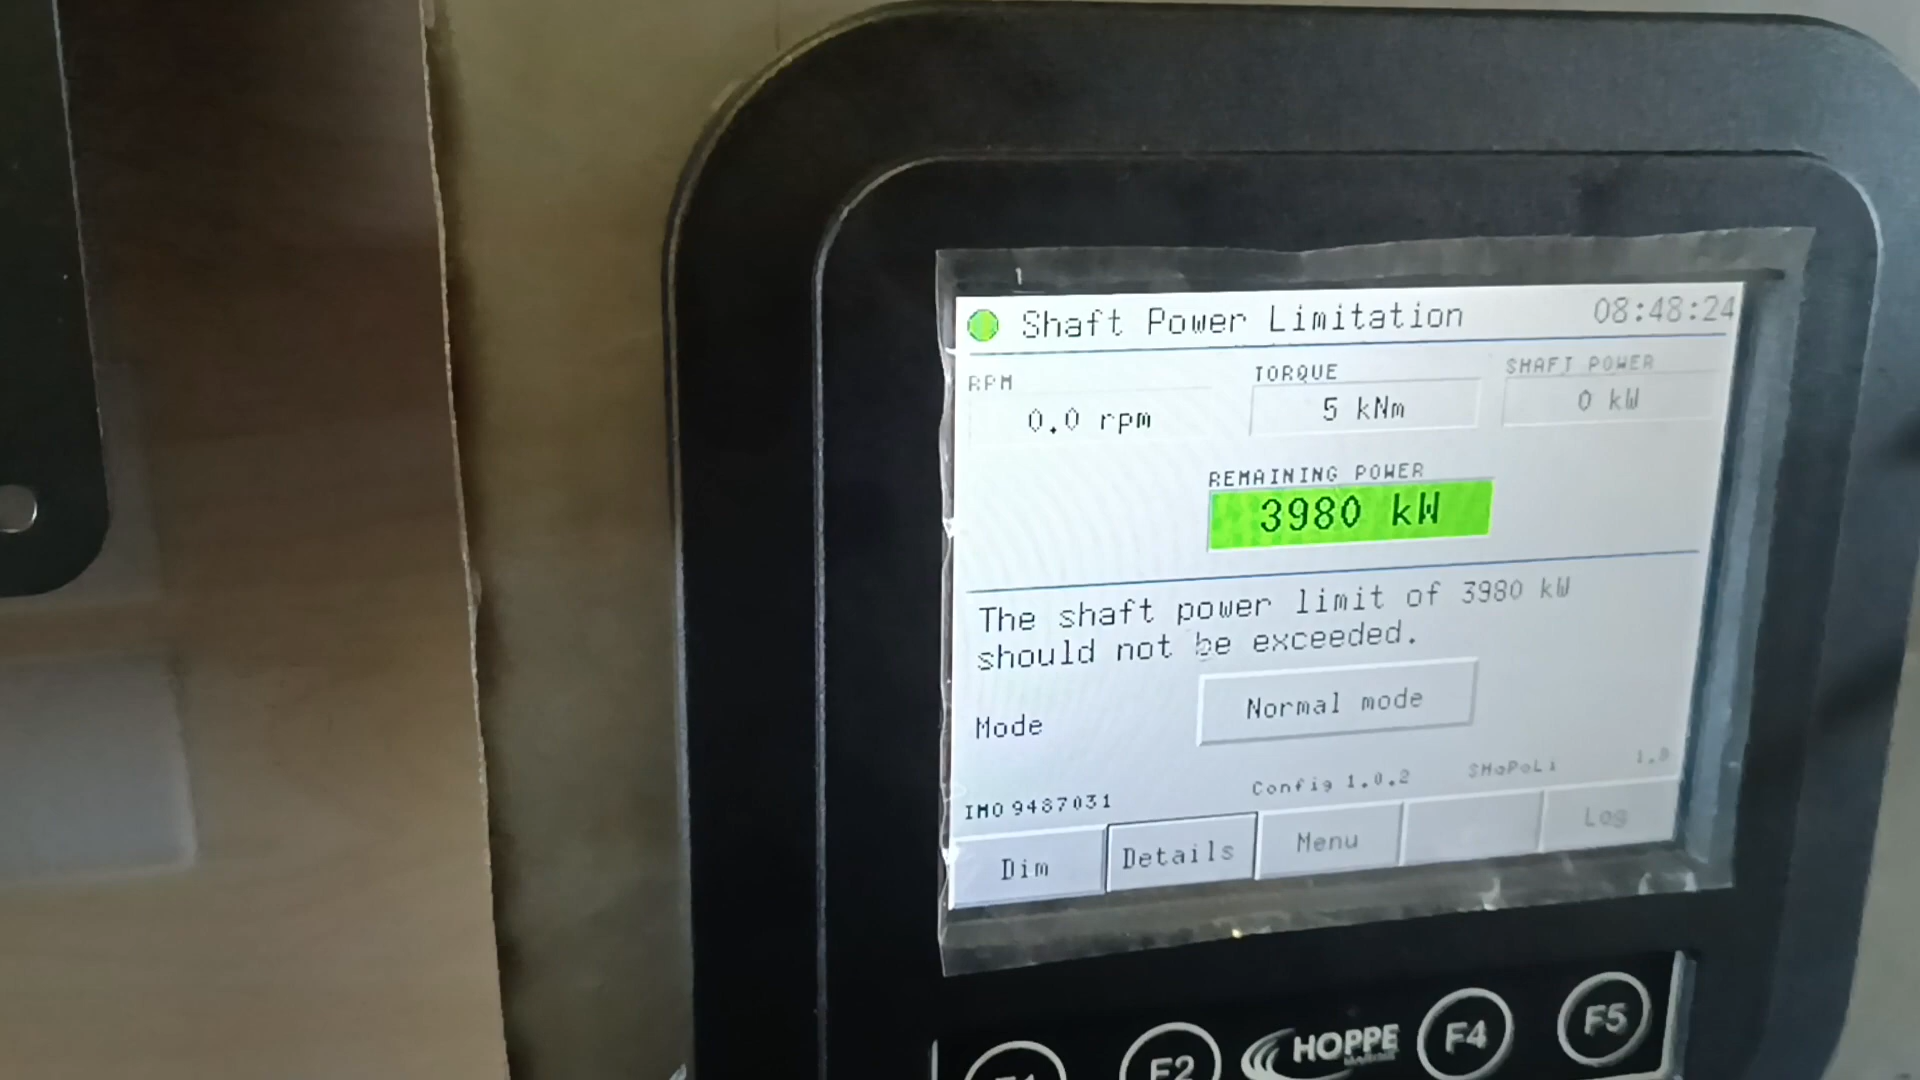 Shaft Power Limitation 08:48:24
RPM TORQUE SHAFT POWER
0.0 rpm 5 kNm 0 kW
REMAINING POWER
3980 kW
The shaft power limit of 3980 kW
should not be exceeded.
Mode Normal mode
IMO 9487031 Config 1.0.2 SHaPoLi
Dim Details Menu Log
F2 HOPPE F4 F5